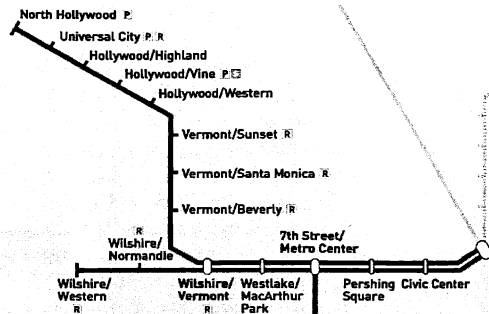 North Hollywood P
Universal City P R
Hollywood/Highland
Hollywood/Vine P
Hollywood/Western
Vermont/Sunset R
Vermont/Santa Monica R
Vermont/Beverly R
R
Wilshire/
Normandie
7th Street/
Metro Center
Wilshire/
Western
R
Wilshire/
Vermont
R
Westlake/
MacArthur
Park
Pershing
Square
Civic Center